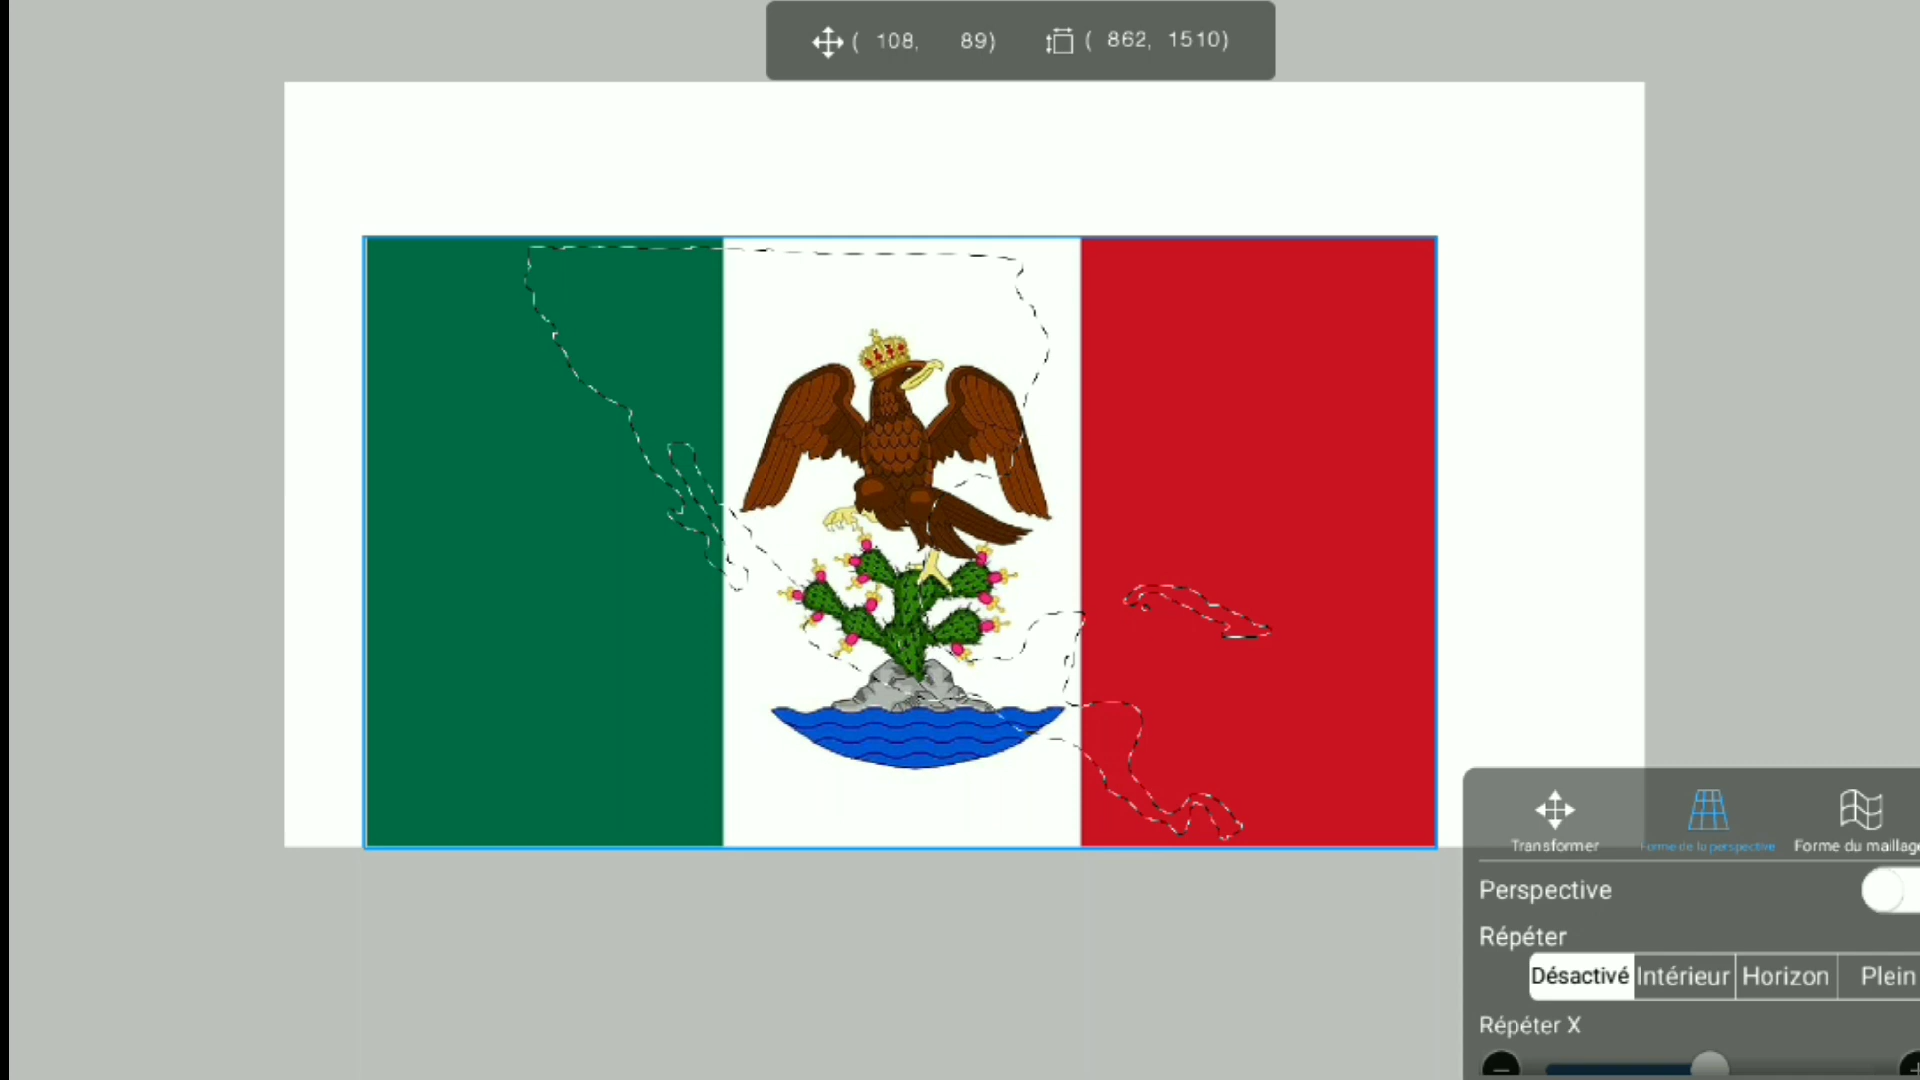 ( 108, 89) ( 862, 1510)
Transformer Forme de la perspective Forme du maillage
Perspective
Répéter
Désactivé Intérieur Horizon Plein
Répéter X